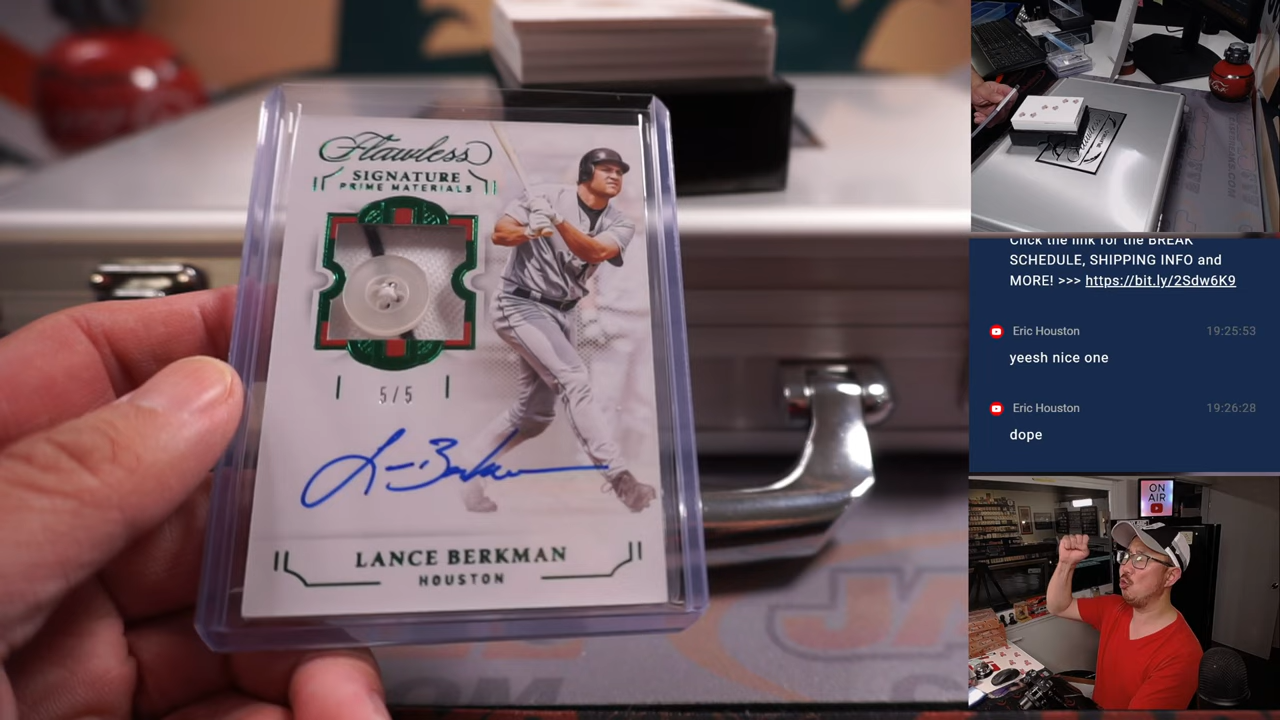 Flawless
SIGNATURE
PRIME MATERIALS
5/5
LANCE BERKMAN
HOUSTON
Click the link for the BREAK
SCHEDULE, SHIPPING INFO and
MORE! >>> https://bit.ly/2Sdw6K9
Eric Houston 19:25:53
yeesh nice one
Eric Houston 19:26:28
dope
ON
AIR